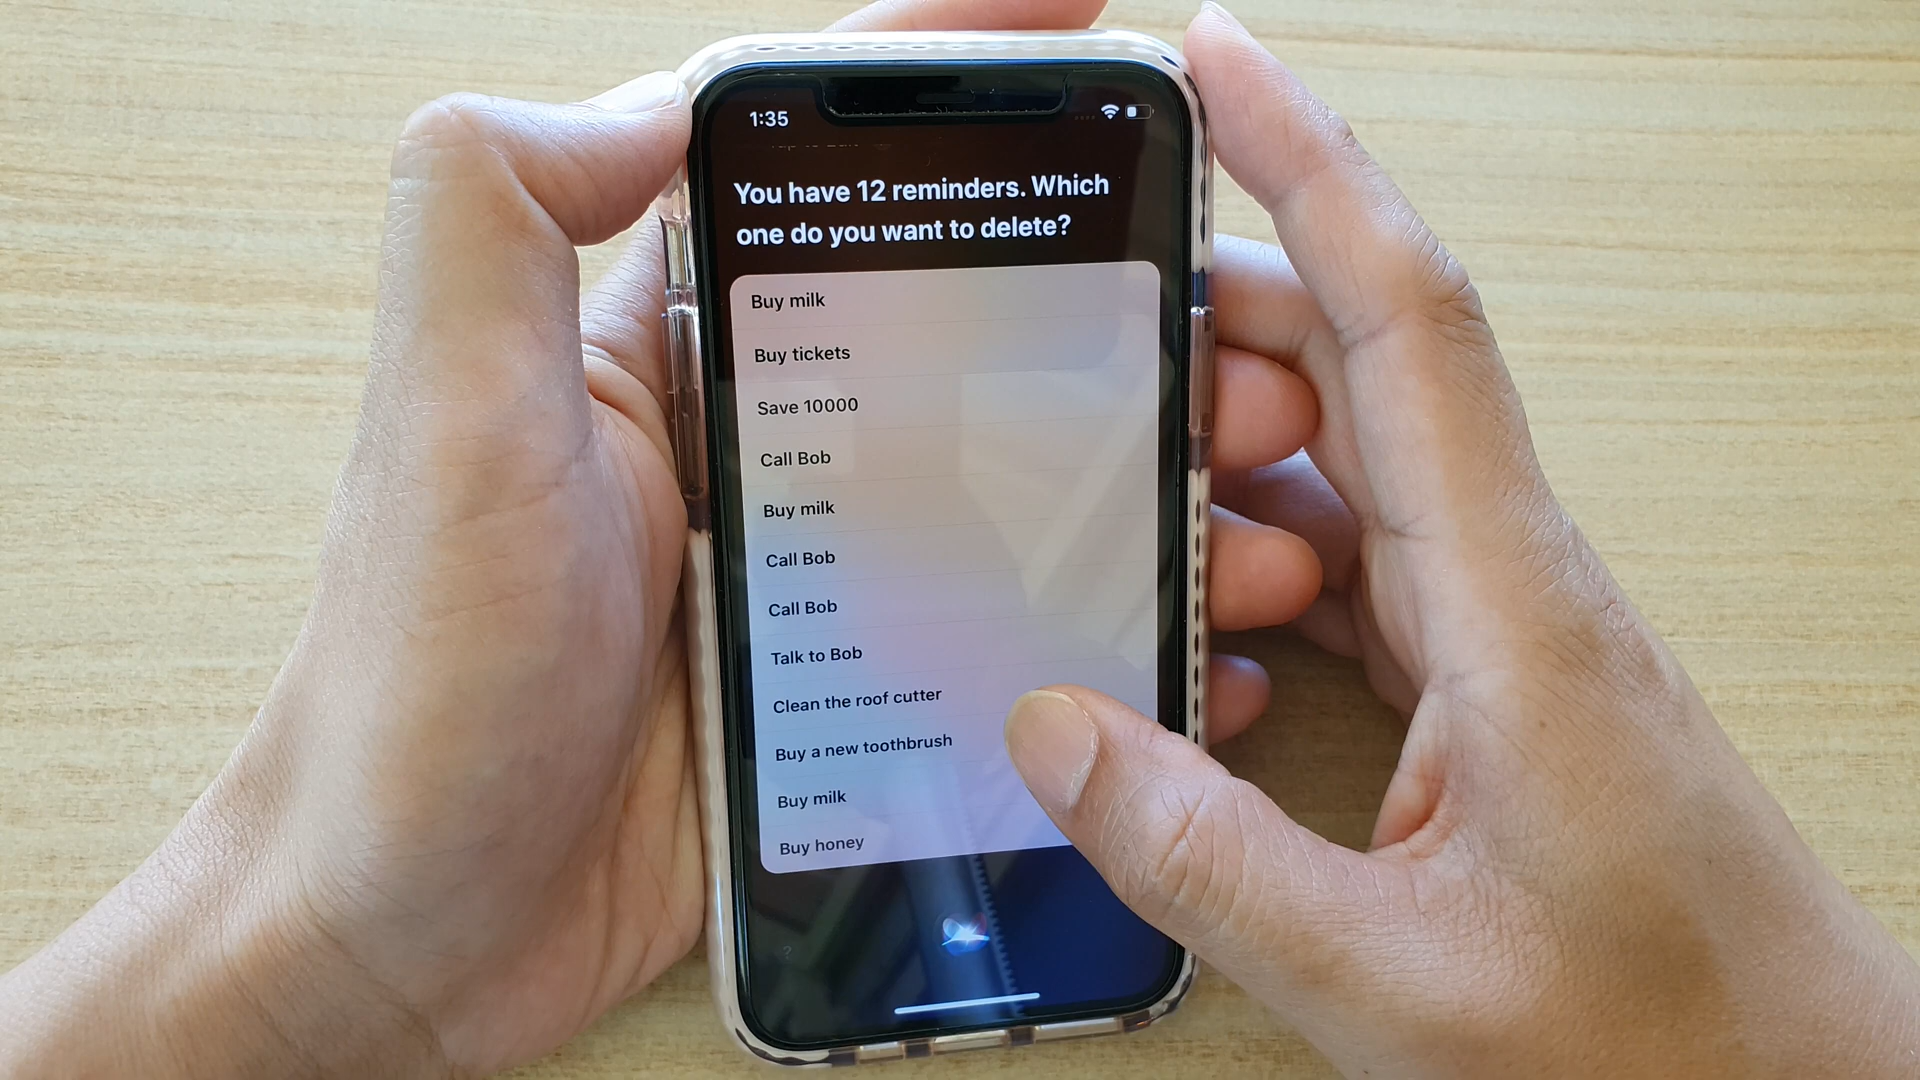 1:35
You have 12 reminders. Which
one do you want to delete?
Buy milk
Buy tickets
Save 10000
Call Bob
Buy milk
Call Bob
Call Bob
Talk to Bob
Clean the roof cutter
Buy a new toothbrush
Buy milk
Buy honey
?